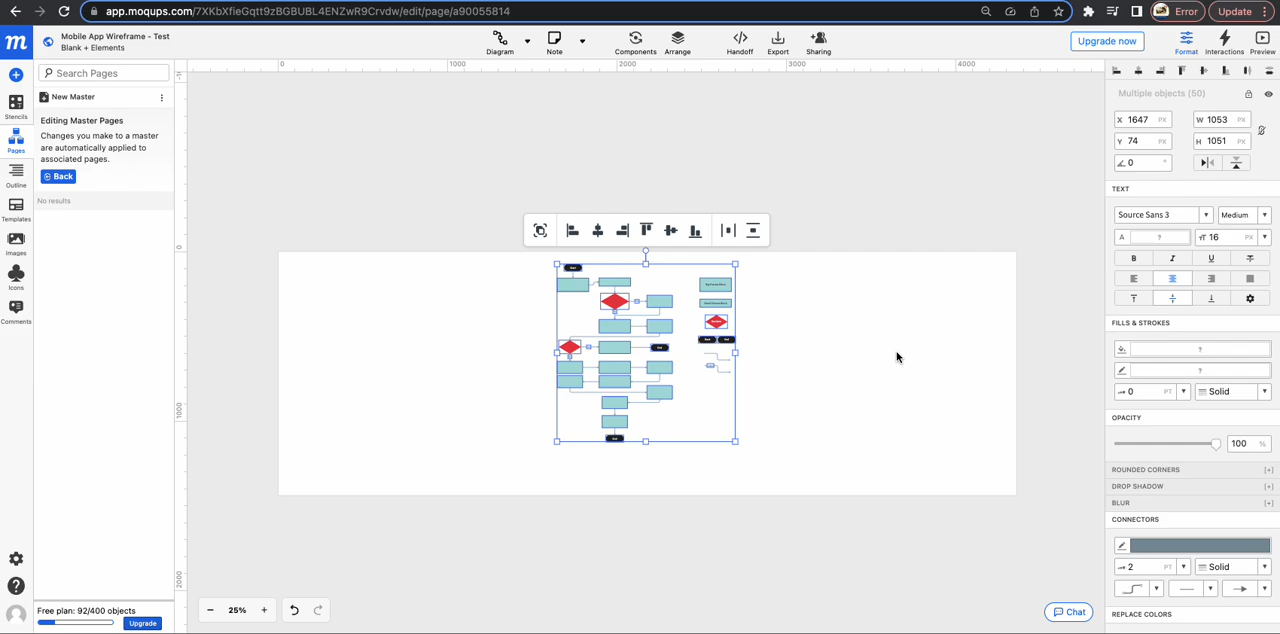 app.moqups.com/7XKbXfieGqtt9zBGBUBL4ENZwR9Crvdw/edit/page/a90055814
Error
Update
m
Mobile App Wireframe - Test
Blank + Elements
Diagram
Note
Components
Arrange
Handoff
Export
Sharing
Upgrade now
Format
Interactions
Preview
Search Pages
0
1000
2000
3000
4000
New Master
Stencils
Multiple objects (50)
Editing Master Pages
Changes you make to a master
are automatically applied to
associated pages.
Back
Pages
X 1647 PX
W 1053 PX
Y 74 PX
H 1051 PX
0 °
Outline
No results
TEXT
Templates
Source Sans 3
Medium
A ?
16 PX
Images
0
B I U
Icons
Comments
FILLS & STROKES
?
?
0 PT
Solid
1000
OPACITY
100 %
ROUNDED CORNERS [+]
DROP SHADOW [+]
BLUR [+]
CONNECTORS
2 PT
Solid
2000
Free plan: 92/400 objects
Upgrade
25%
Chat
REPLACE COLORS